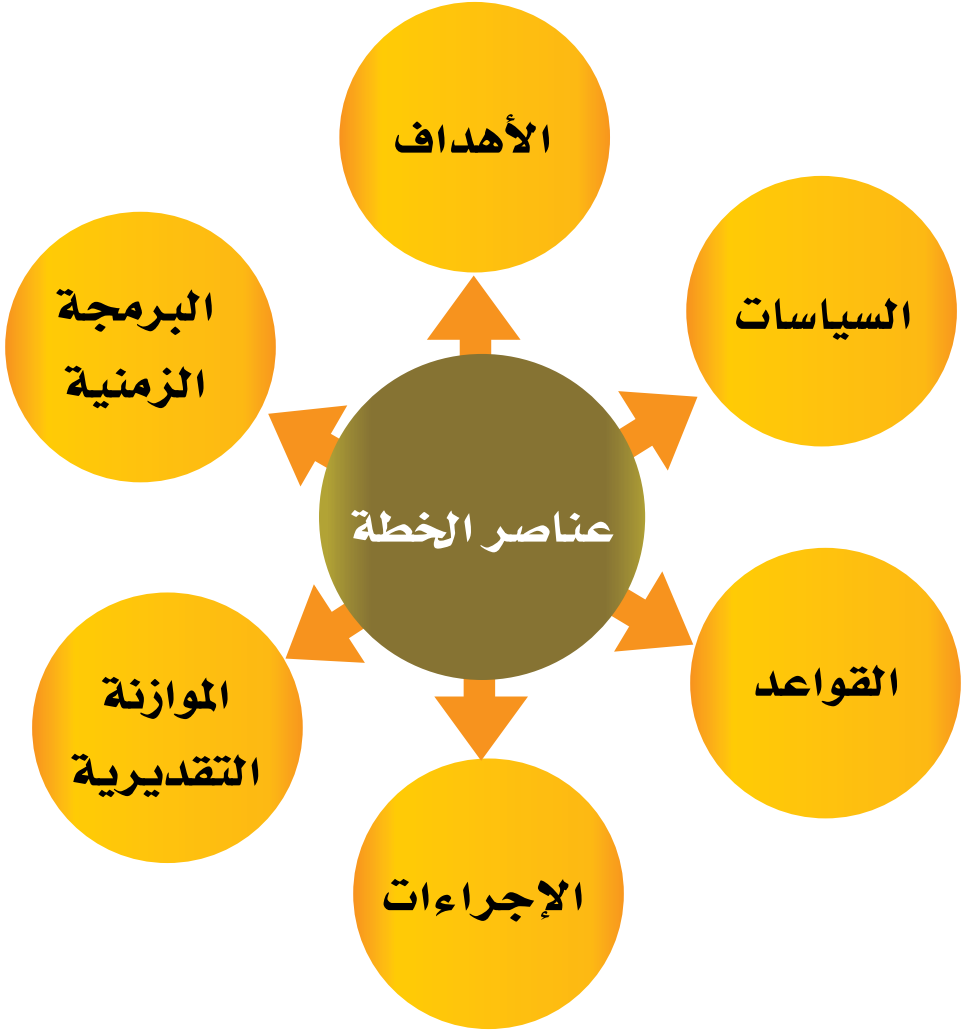 الأهداف
السياسات
البرمجة
الزمنية
عناصر الخطة
القواعد
الموازنة
التقديرية
الإجراءات